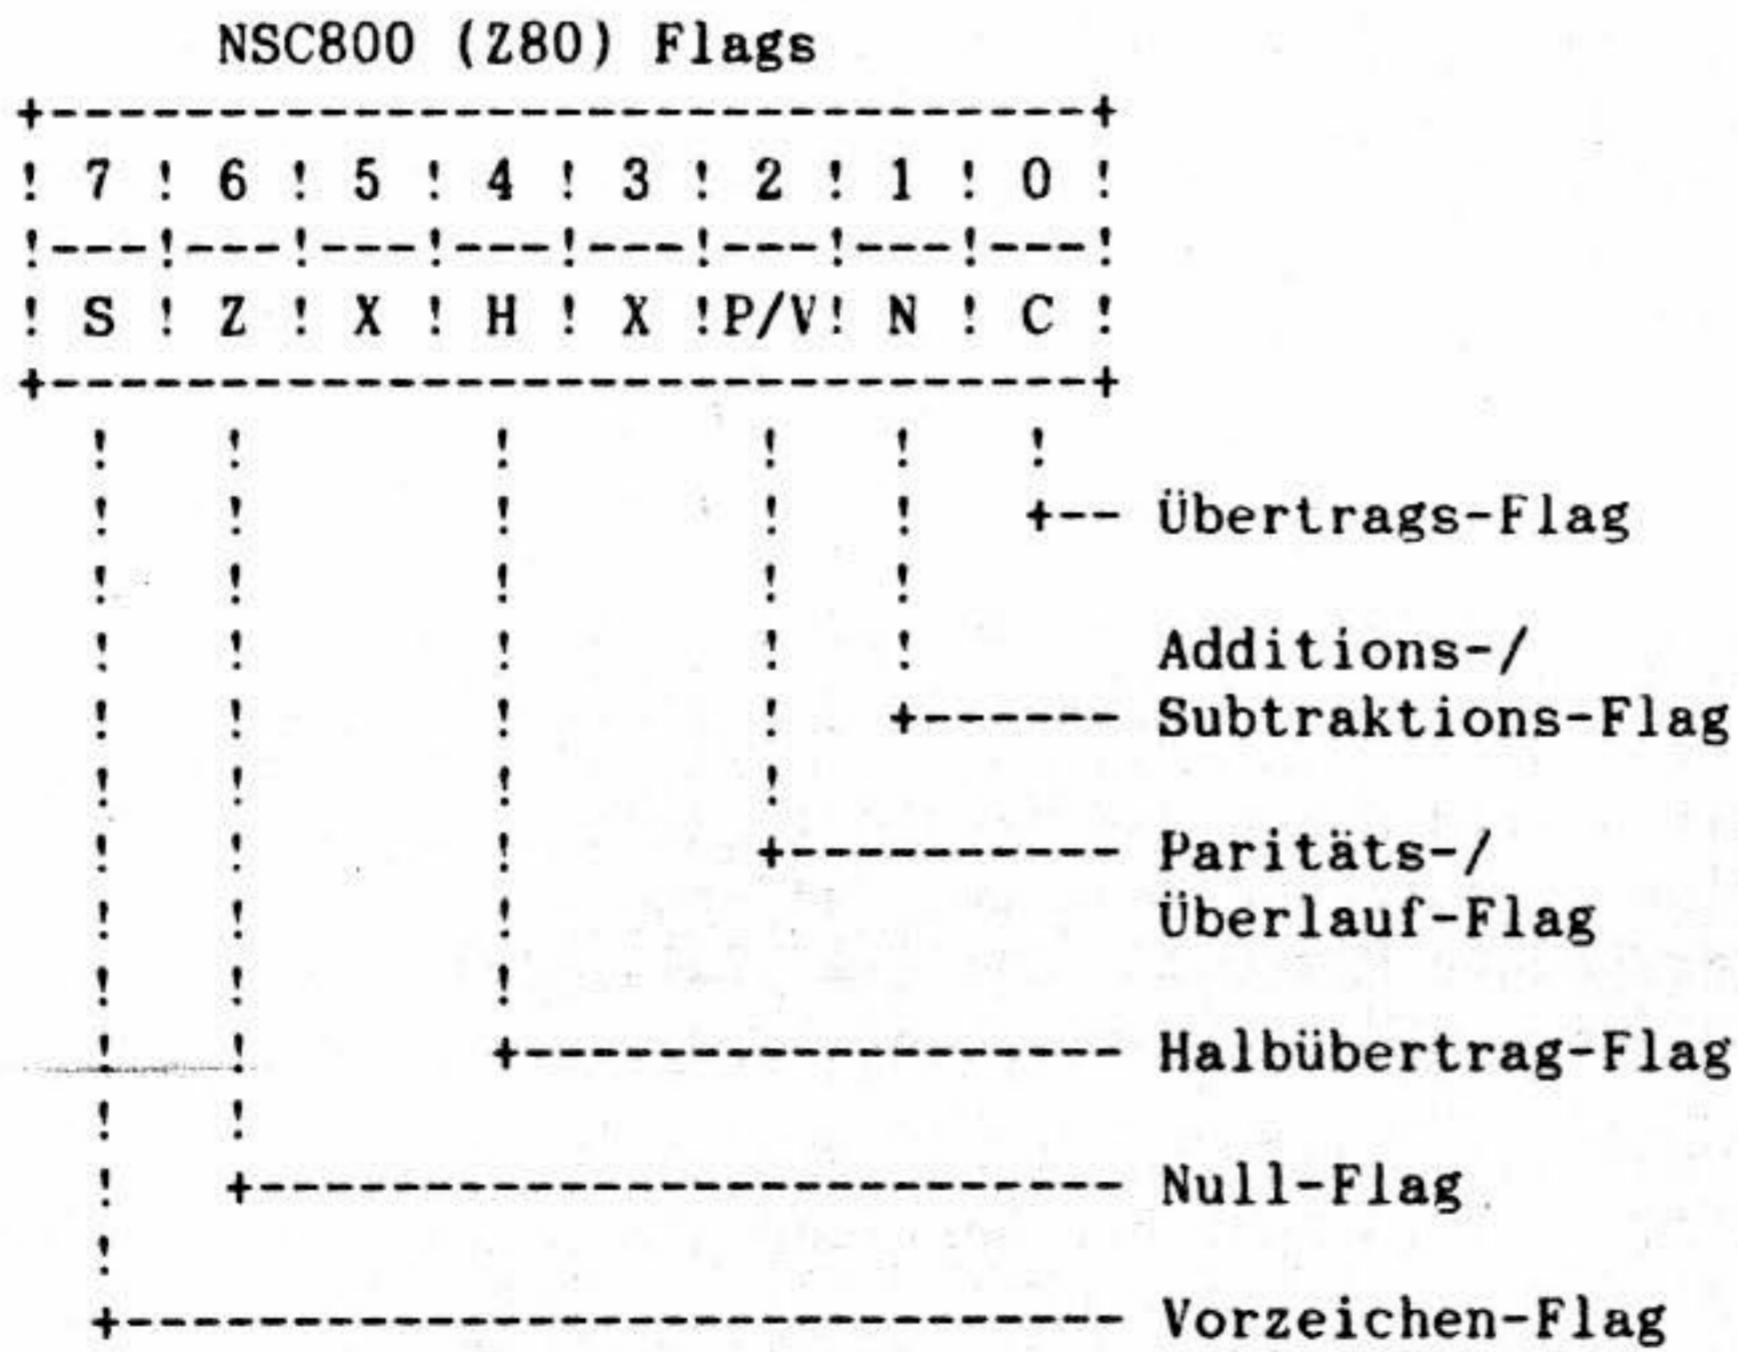 NSC800 (Z80) Flags
+---------------------------------------+
! 7 ! 6 ! 5 ! 4 ! 3 ! 2 ! 1 ! 0 !
!---!---!---!---!---!---!---!---!
! S ! Z ! X ! H ! X !P/V! N ! C !
+---------------------------------------+
! ! ! ! ! !
! ! ! ! ! +-- Übertrags-Flag
! ! ! ! !
! ! ! ! ! Additions-/
! ! ! ! +------ Subtraktions-Flag
! ! ! !
! ! ! +----------- Paritäts-/
! ! ! Überlauf-Flag
! ! !
! ! +------------------ Halbübertrag-Flag
! !
! +-------------------------- Null-Flag
!
+------------------------------ Vorzeichen-Flag